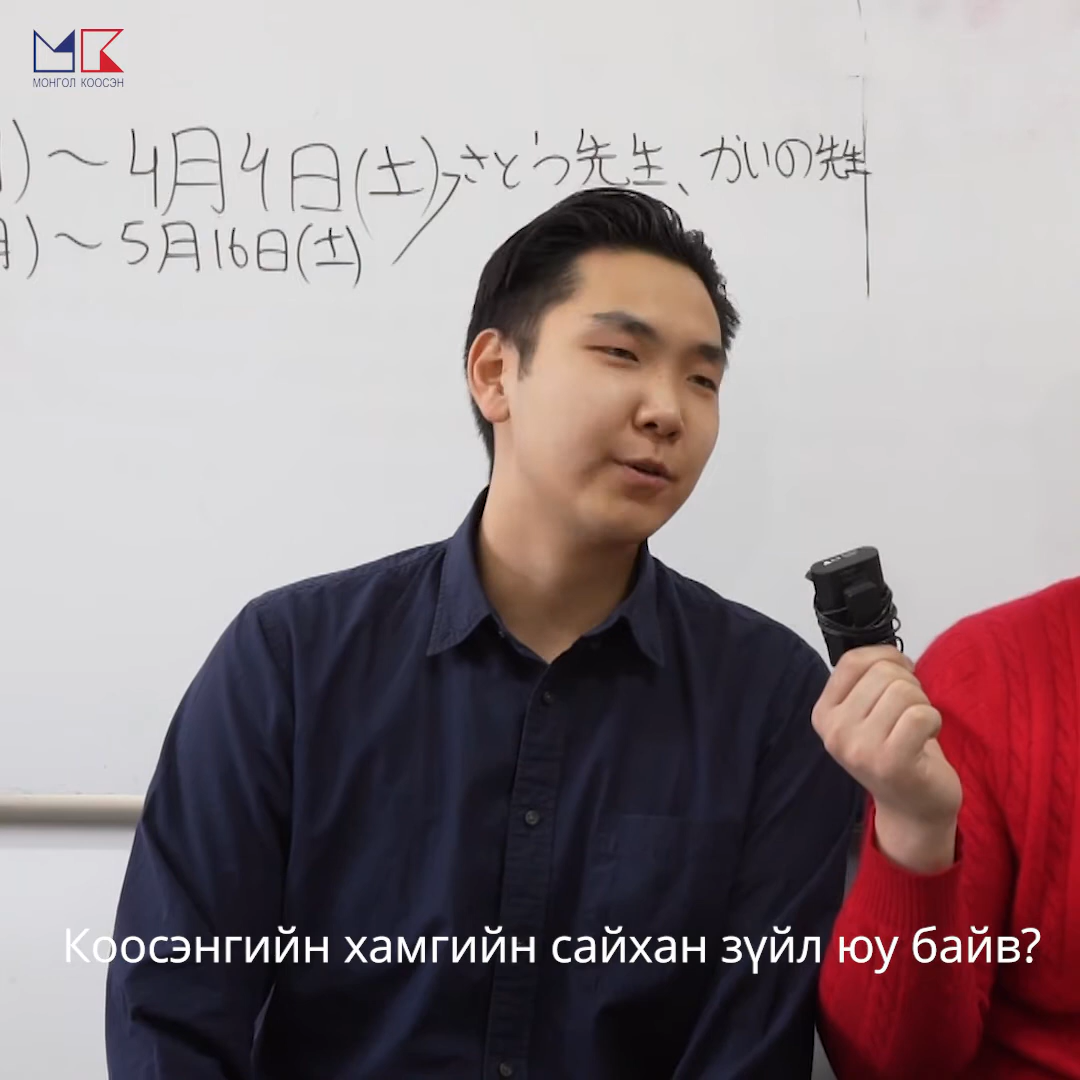 МОНГОЛ КООСЭН
)～4月4日(土)さとう先生、かいの先生
月)～5月16日(土)
Коосэнгийн хамгийн сайхан зүйл юу байв?